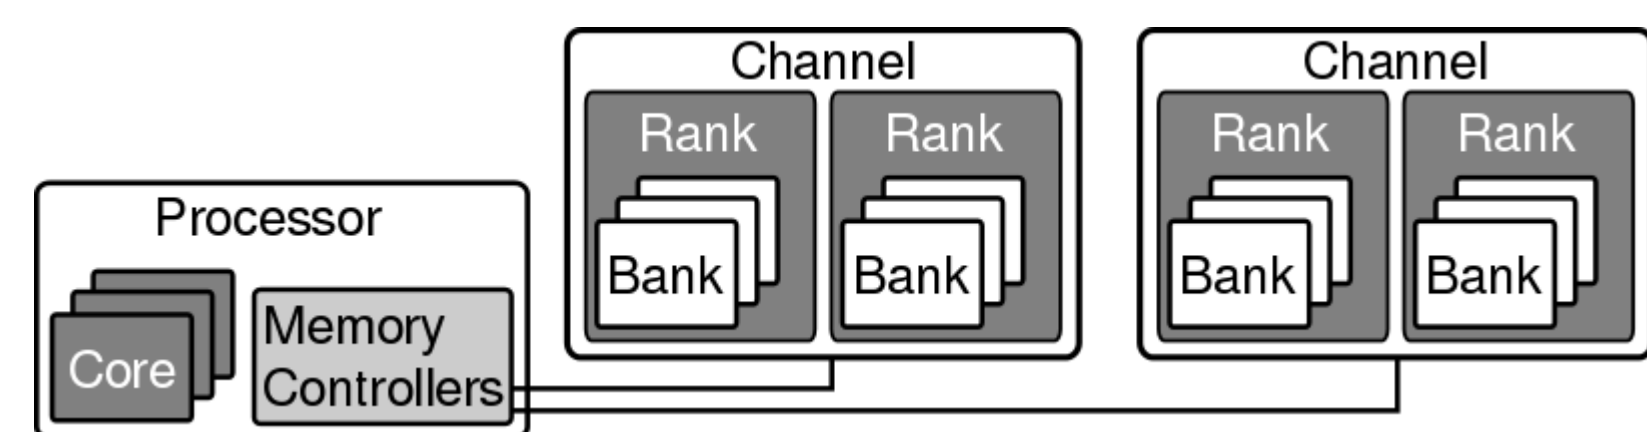 Channel
Rank
Rank
Bank
Bank
Channel
Rank
Rank
Bank
Bank
Processor
Core
Memory
Controllers